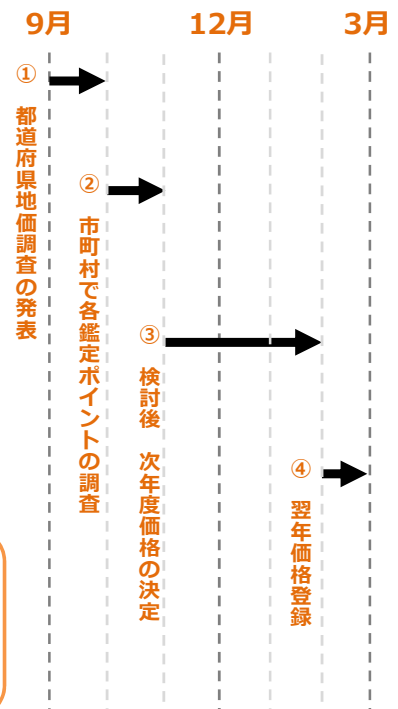 9月 12月 3月
① 都道府県地価調査の発表
② 市町村で各鑑定ポイントの調査
③ 検討後 次年度価格の決定
④ 翌年価格登録